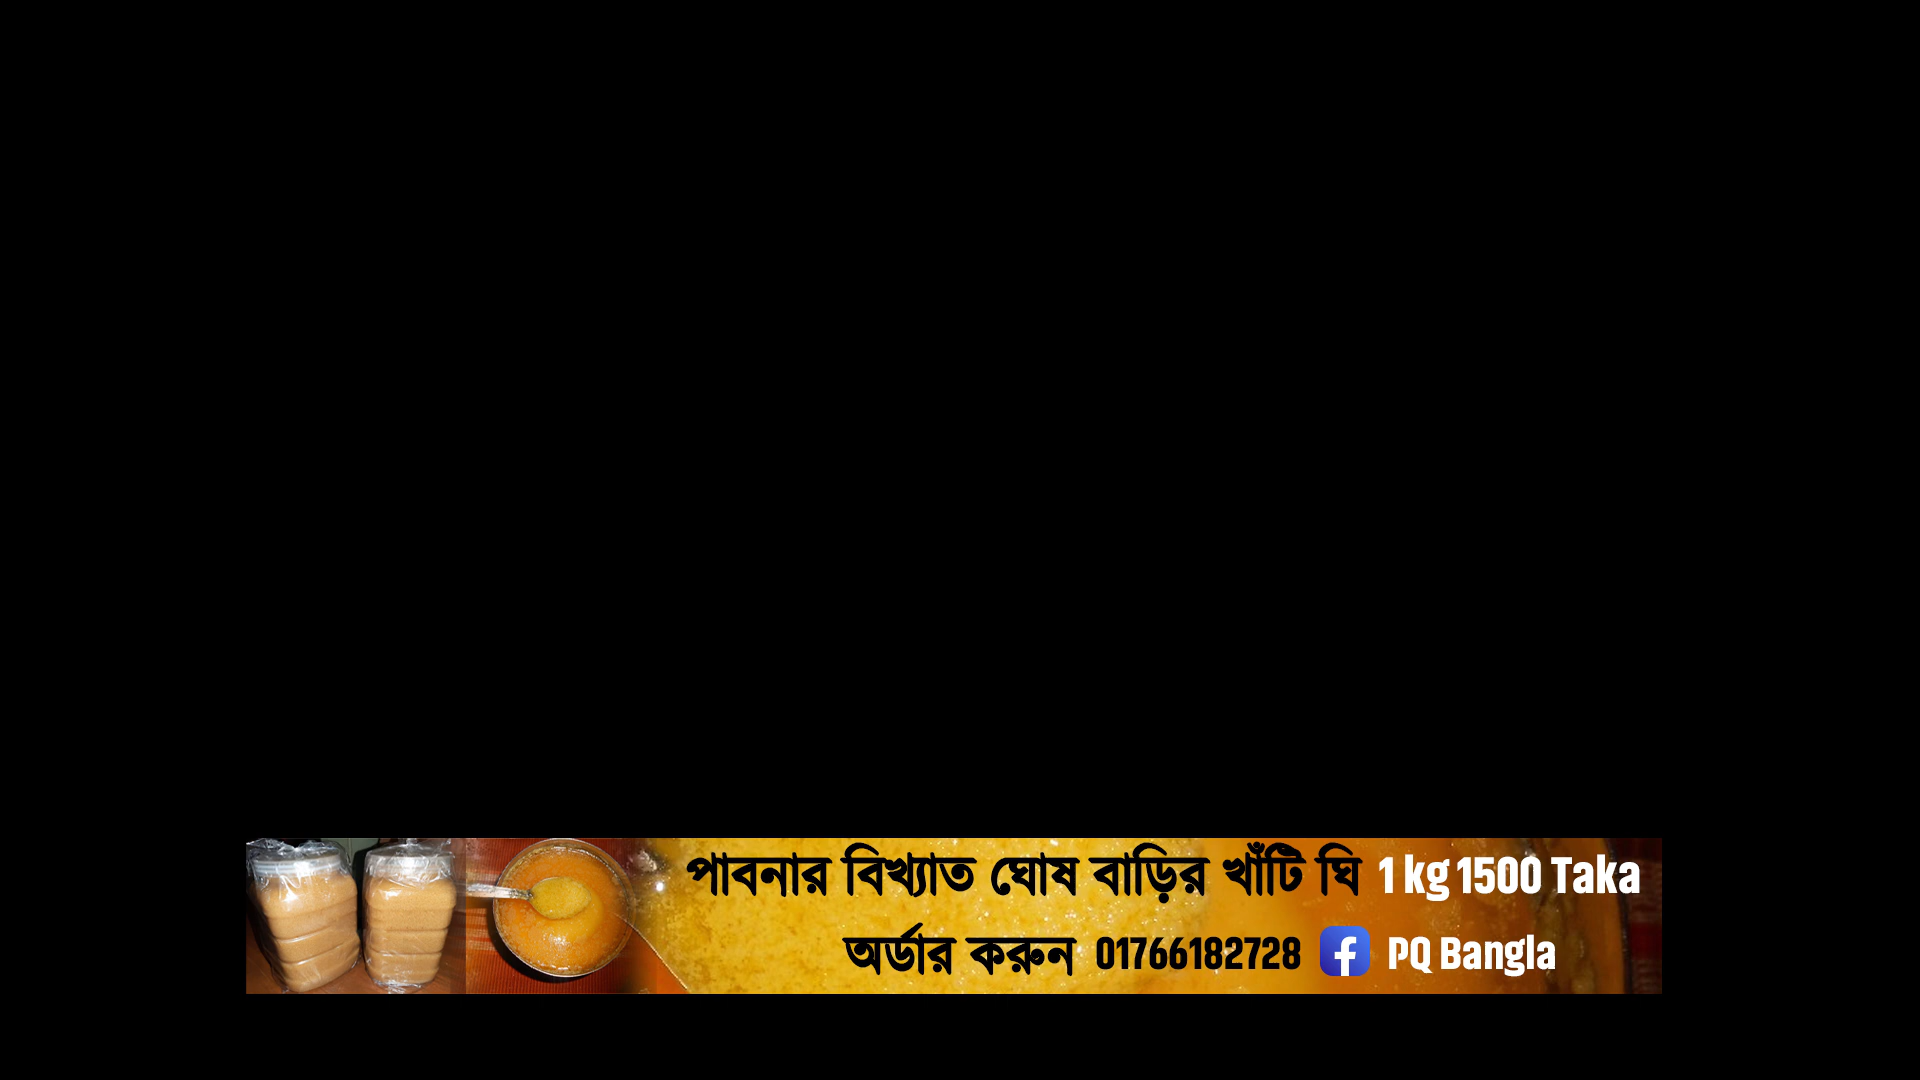 পাবনার বিখ্যাত ঘোষ বাড়ির খাঁটি ঘি 1 kg 1500 Taka
অর্ডার করুন 01766182728 PQ Bangla